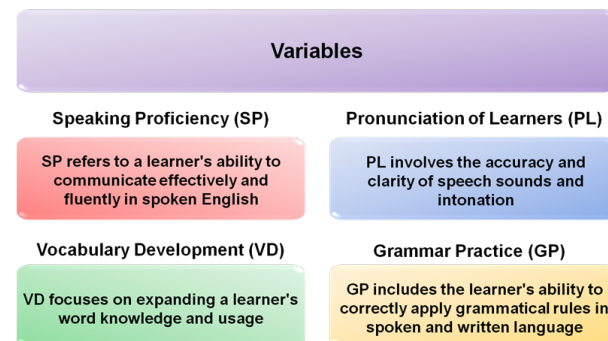 Variables
Speaking Proficiency (SP)
SP refers to a learner's ability to
communicate effectively and
fluently in spoken English
Pronunciation of Learners (PL)
PL involves the accuracy and
clarity of speech sounds and
intonation
Vocabulary Development (VD)
VD focuses on expanding a learner's
word knowledge and usage
Grammar Practice (GP)
GP includes the learner's ability to
correctly apply grammatical rules in
spoken and written language